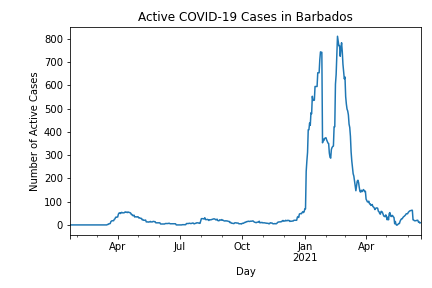 Active COVID-19 Cases in Barbados
Number of Active Cases
800
700
600
500
400
300
200
100
0
Apr Jul Oct Jan Apr
2021
Day